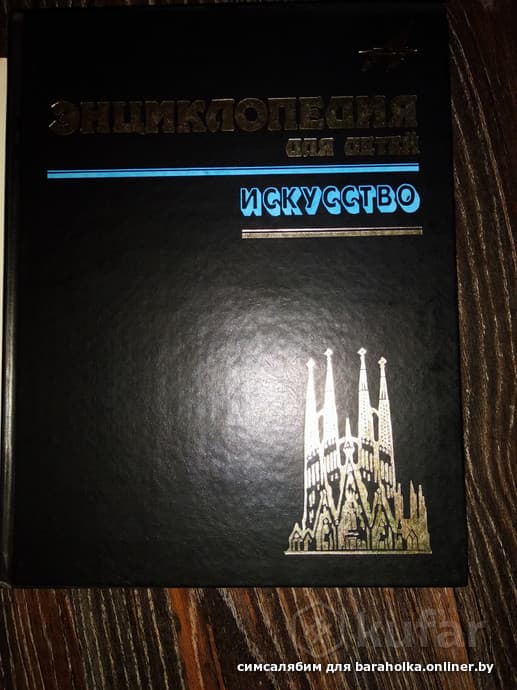 ЭНЦИКЛОПЕДИЯ
ДЛЯ ДЕТЕЙ
ИСКУССТВО
kufar
симсалябим для baraholka.onliner.by